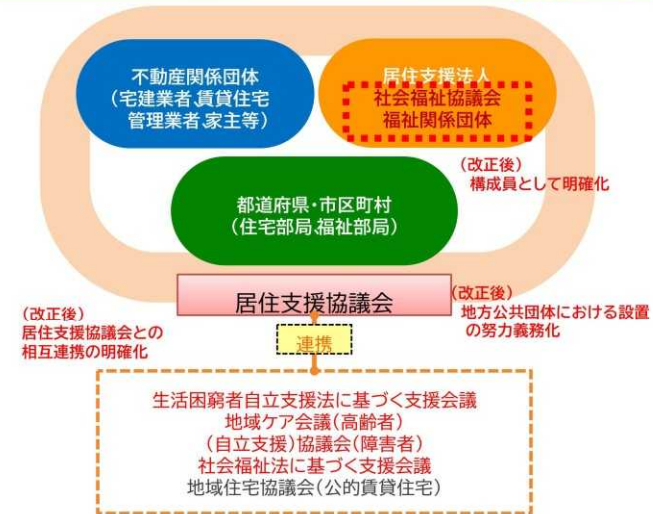 不動産関係団体
（宅建業者、賃貸住宅
管理業者、家主等）
居住支援法人
社会福祉協議会
福祉関係団体
（改正後）
構成員として明確化
都道府県・市区町村
（住宅部局、福祉部局）
居住支援協議会
（改正後）
地方公共団体における設置
の努力義務化
（改正後）
居住支援協議会との
相互連携の明確化
連携
生活困窮者自立支援法に基づく支援会議
地域ケア会議（高齢者）
（自立支援）協議会（障害者）
社会福祉法に基づく支援会議
地域住宅協議会（公的賃貸住宅）